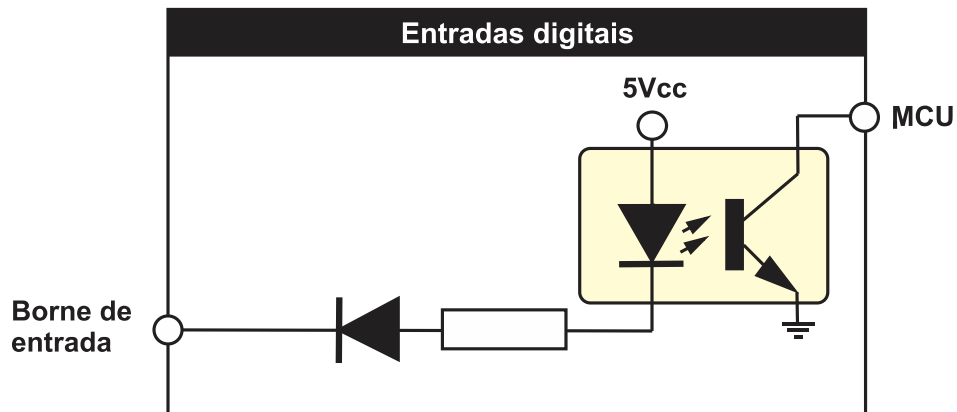 Entradas digitais
5Vcc
MCU
Borne de
entrada